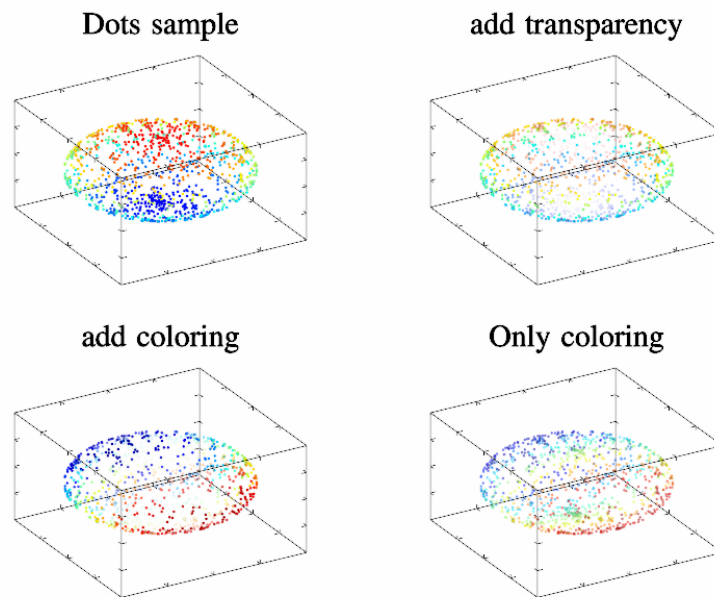 Dots sample
add transparency
add coloring
Only coloring